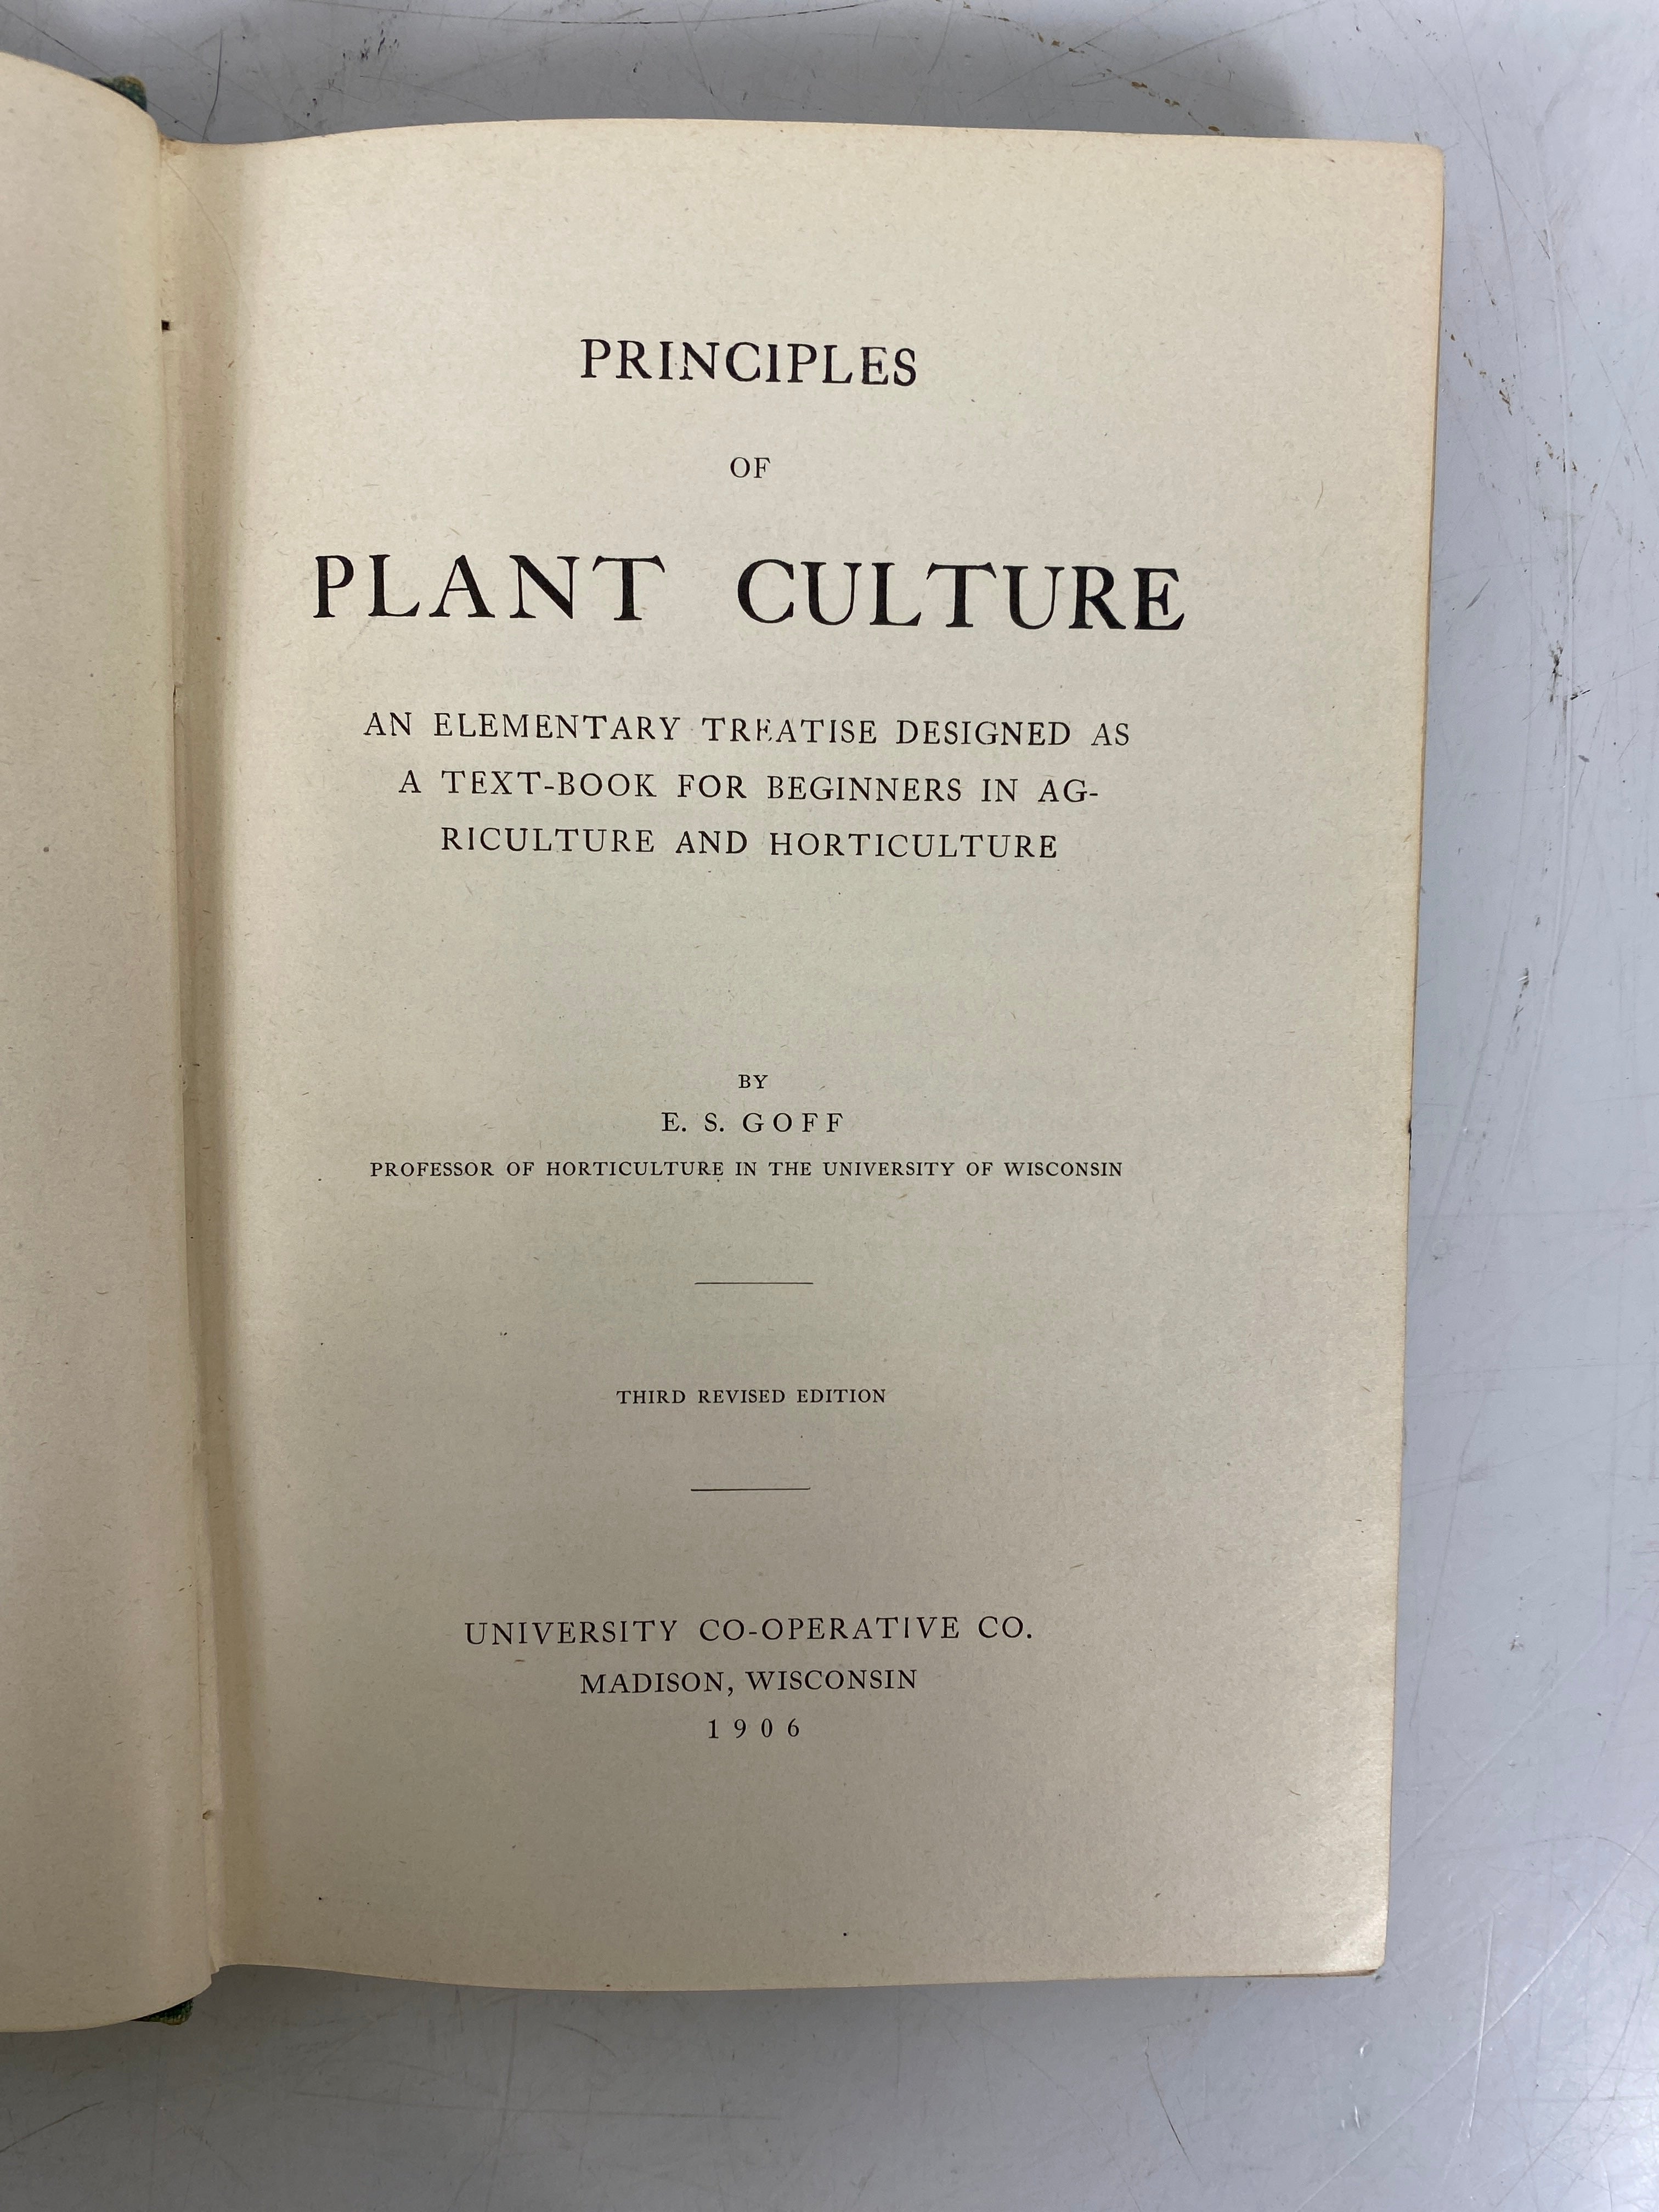 PRINCIPLES
OF
PLANT CULTURE
AN ELEMENTARY TREATISE DESIGNED AS
A TEXT-BOOK FOR BEGINNERS IN AG-
RICULTURE AND HORTICULTURE
BY
E. S. GOFF
PROFESSOR OF HORTICULTURE IN THE UNIVERSITY OF WISCONSIN
THIRD REVISED EDITION
UNIVERSITY CO-OPERATIVE CO.
MADISON, WISCONSIN
1906